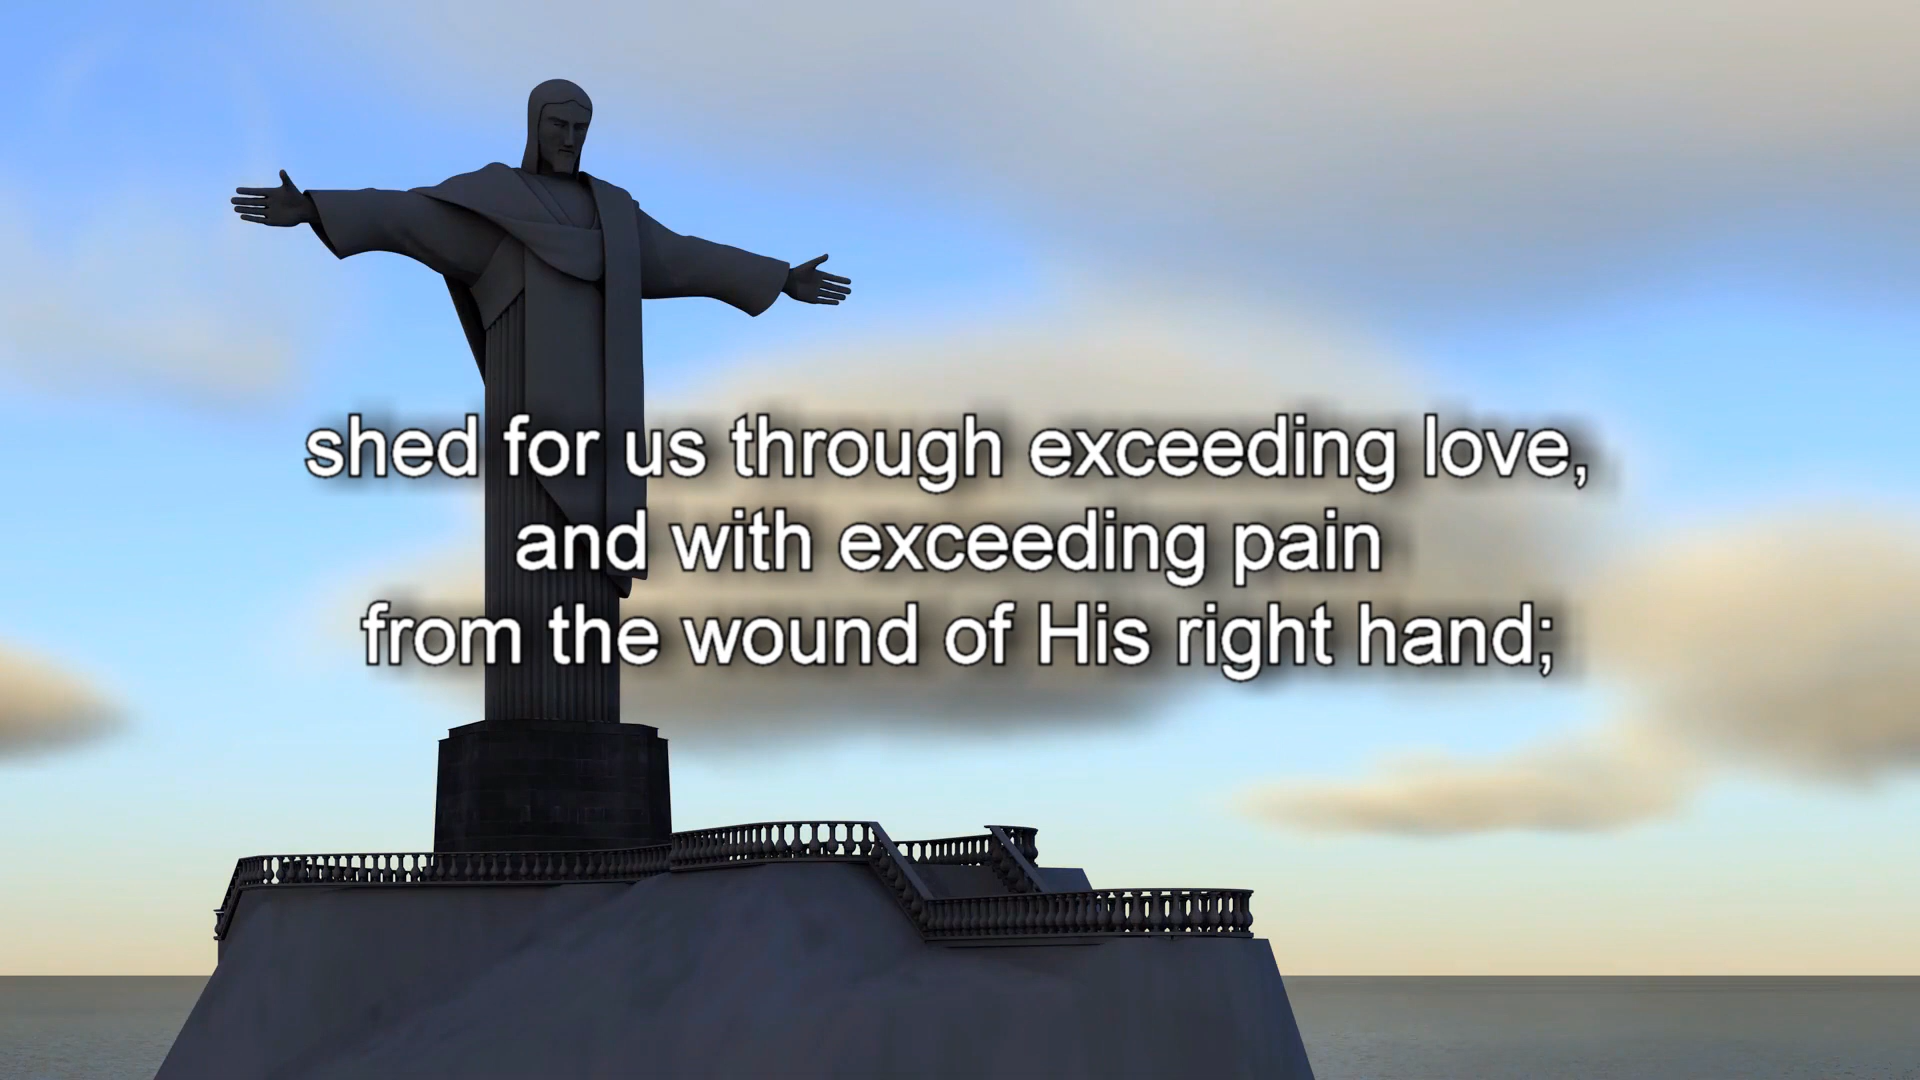 shed for us through exceeding love,
and with exceeding pain
from the wound of His right hand;